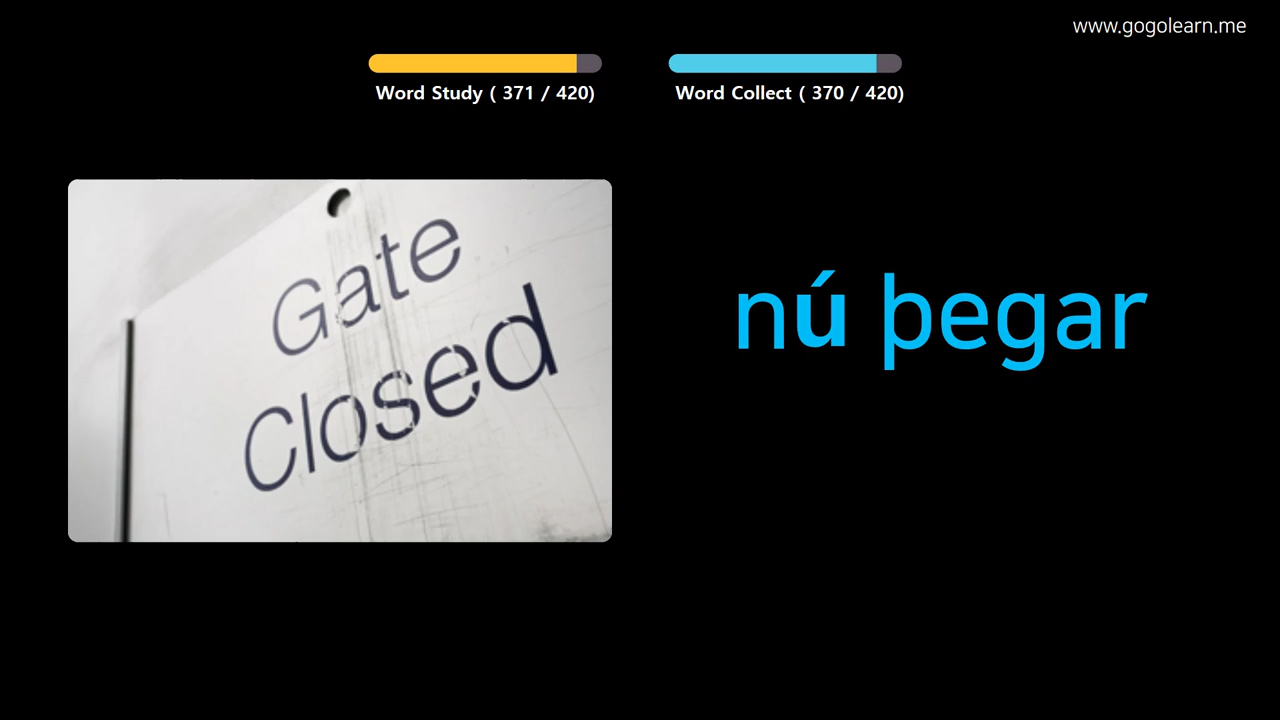 www.gogolearn.me
Word Study ( 371 / 420)
Word Collect ( 370 / 420)
Gate
Closed
nú þegar